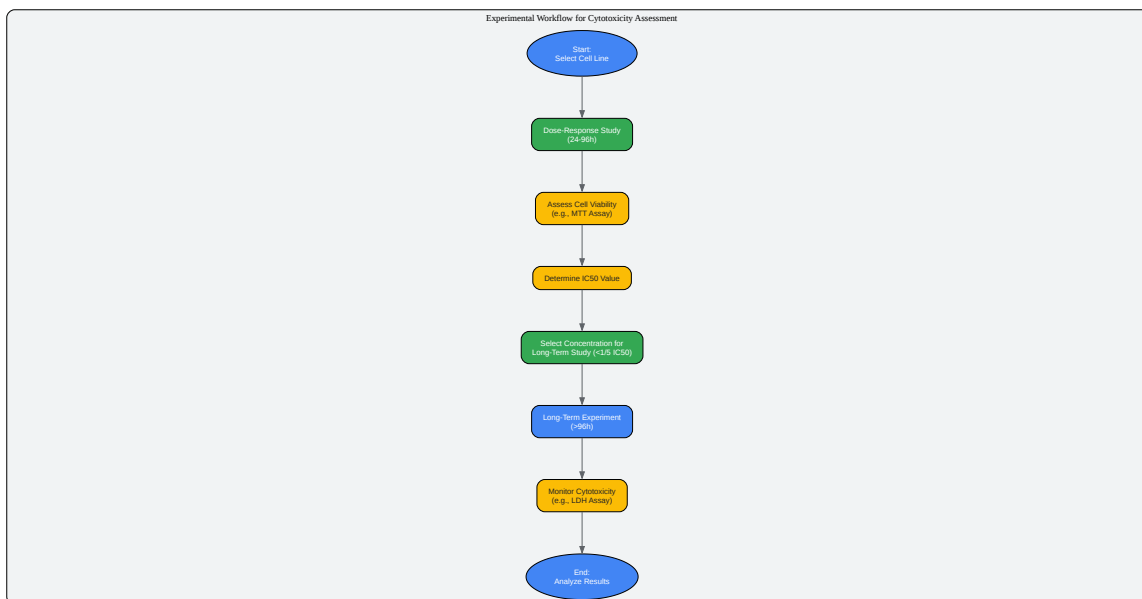 Experimental Workflow for Cytotoxicity Assessment
Start:
Select Cell Line
Dose-Response Study
(24-96h)
Assess Cell Viability
(e.g., MTT Assay)
Determine IC50 Value
Select Concentration for
Long-Term Study (<1/5 IC50)
Long-Term Experiment
(>96h)
Monitor Cytotoxicity
(e.g., LDH Assay)
End:
Analyze Results